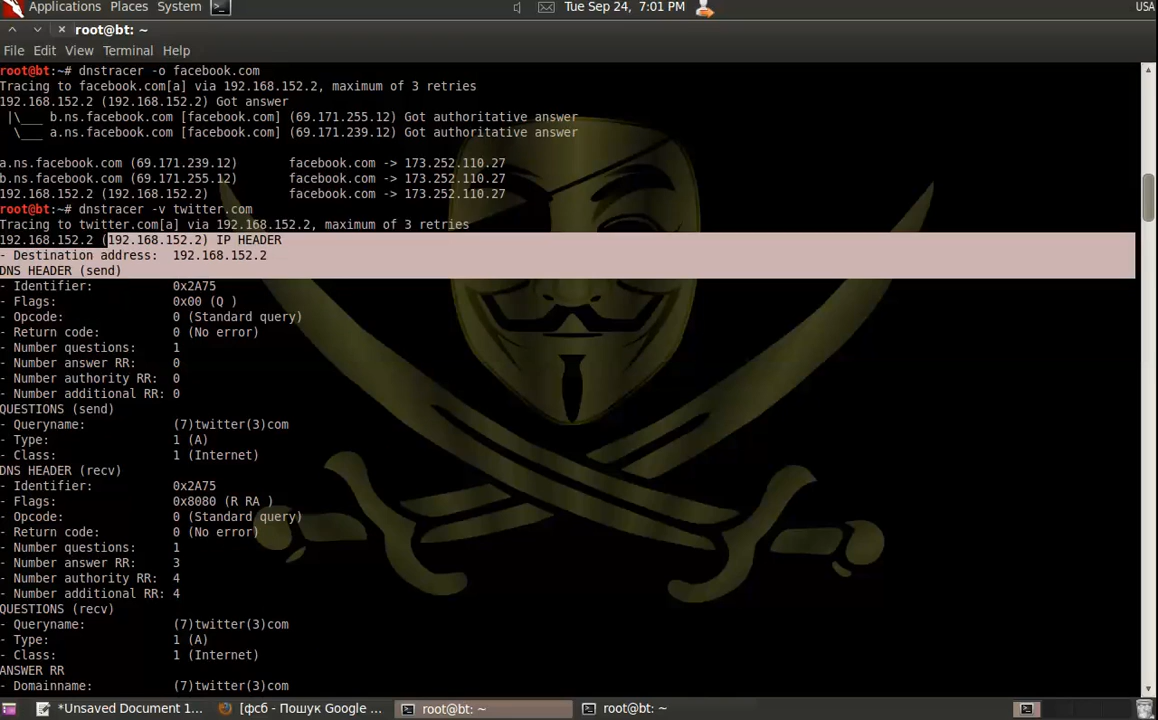 Applications Places System
Tue Sep 24, 7:01 PM
USA
root@bt: ~
File Edit View Terminal Help
root@bt:~# dnstracer -o facebook.com
Tracing to facebook.com[a] via 192.168.152.2, maximum of 3 retries
192.168.152.2 (192.168.152.2) Got answer
 |\___ b.ns.facebook.com [facebook.com] (69.171.255.12) Got authoritative answer
  \___ a.ns.facebook.com [facebook.com] (69.171.239.12) Got authoritative answer
a.ns.facebook.com (69.171.239.12) facebook.com -> 173.252.110.27
b.ns.facebook.com (69.171.255.12) facebook.com -> 173.252.110.27
192.168.152.2 (192.168.152.2) facebook.com -> 173.252.110.27
root@bt:~# dnstracer -v twitter.com
Tracing to twitter.com[a] via 192.168.152.2, maximum of 3 retries
192.168.152.2 (192.168.152.2) IP HEADER
- Destination address: 192.168.152.2
DNS HEADER (send)
- Identifier: 0x2A75
- Flags: 0x00 (Q )
- Opcode: 0 (Standard query)
- Return code: 0 (No error)
- Number questions: 1
- Number answer RR: 0
- Number authority RR: 0
- Number additional RR: 0
QUESTIONS (send)
- Queryname: (7)twitter(3)com
- Type: 1 (A)
- Class: 1 (Internet)
DNS HEADER (recv)
- Identifier: 0x2A75
- Flags: 0x8080 (R RA )
- Opcode: 0 (Standard query)
- Return code: 0 (No error)
- Number questions: 1
- Number answer RR: 3
- Number authority RR: 4
- Number additional RR: 4
QUESTIONS (recv)
- Queryname: (7)twitter(3)com
- Type: 1 (A)
- Class: 1 (Internet)
ANSWER RR
- Domainname: (7)twitter(3)com
*Unsaved Document 1...
[фсб - Пошук Google ...
root@bt: ~
root@bt: ~